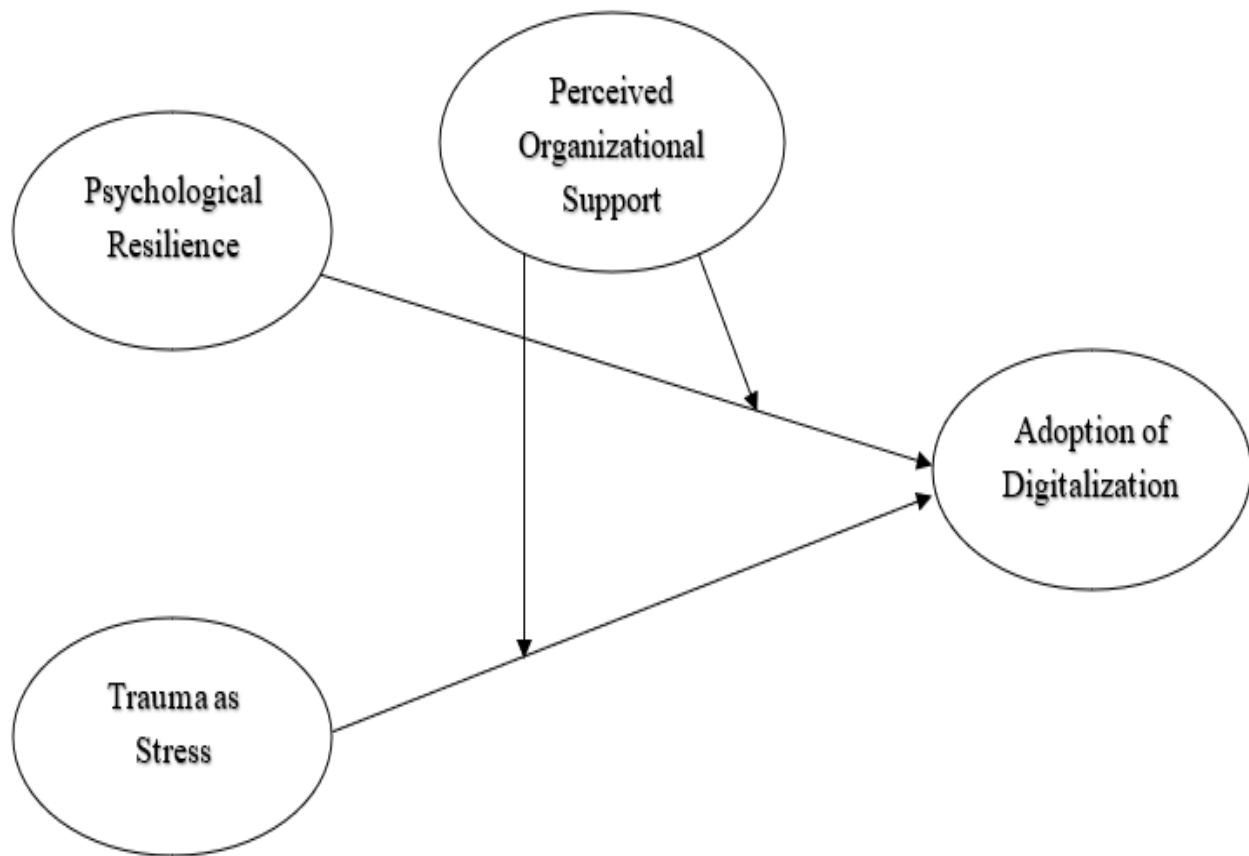 Perceived
Organizational
Support
Psychological
Resilience
Adoption of
Digitalization
Trauma as
Stress